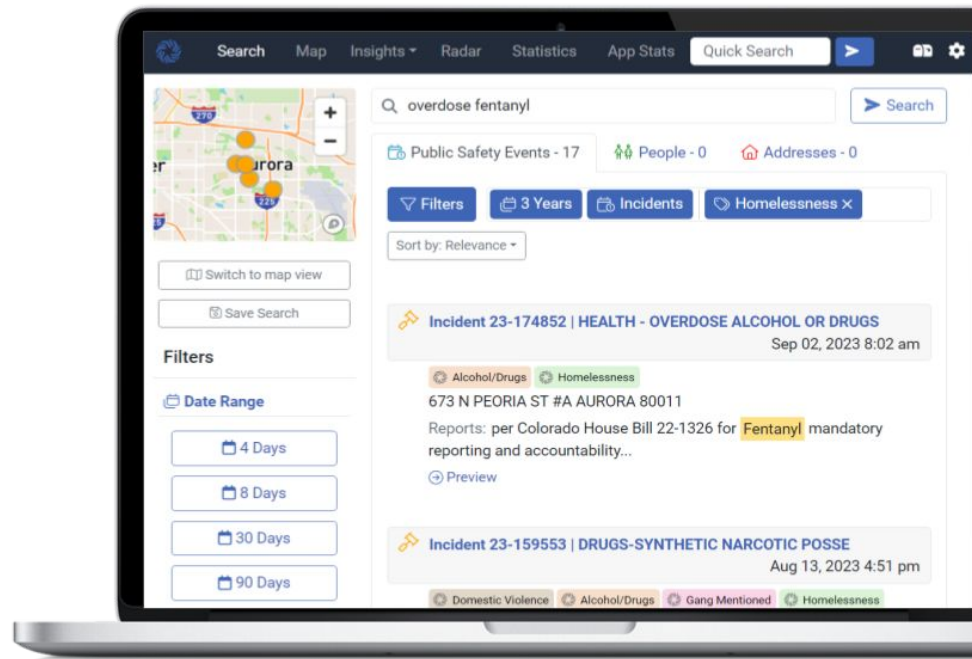 Search Map Insights Radar Statistics App Stats Quick Search
270
er
urora
225
5
overdose fentanyl
Search
Public Safety Events - 17 People - 0 Addresses - 0
Filters 3 Years Incidents Homelessness ×
Sort by: Relevance
Switch to map view
Save Search
Filters
Date Range
4 Days
8 Days
30 Days
90 Days
Incident 23-174852 | HEALTH - OVERDOSE ALCOHOL OR DRUGS
Sep 02, 2023 8:02 am
Alcohol/Drugs Homelessness
673 N PEORIA ST #A AURORA 80011
Reports: per Colorado House Bill 22-1326 for Fentanyl mandatory
reporting and accountability...
Preview
Incident 23-159553 | DRUGS-SYNTHETIC NARCOTIC POSSE
Aug 13, 2023 4:51 pm
Domestic Violence Alcohol/Drugs Gang Mentioned Homelessness